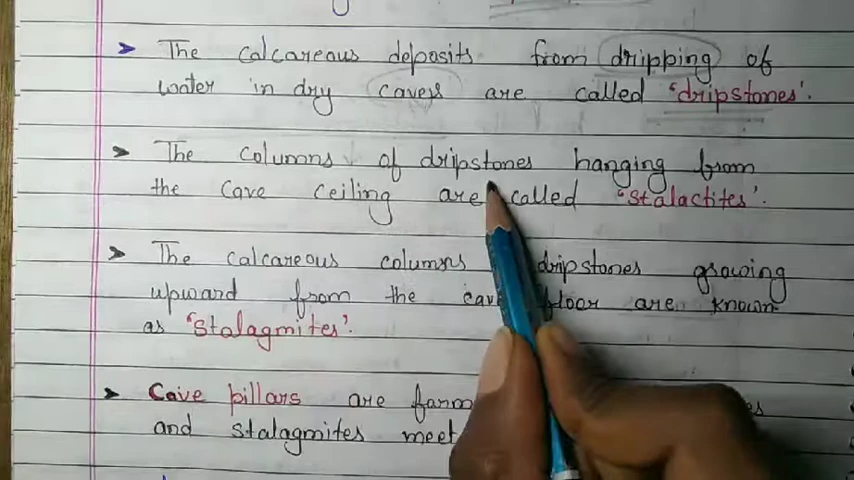 The calcareous deposits from dripping of
water in dry caves are called 'dripstones'.
The columns of dripstones hanging from
the cave ceiling are called 'stalactites'.
The calcareous columns dripstones growing
upward from the cave floor are known
as 'stalagmites'.
Cave pillars are
and stalagmites meet